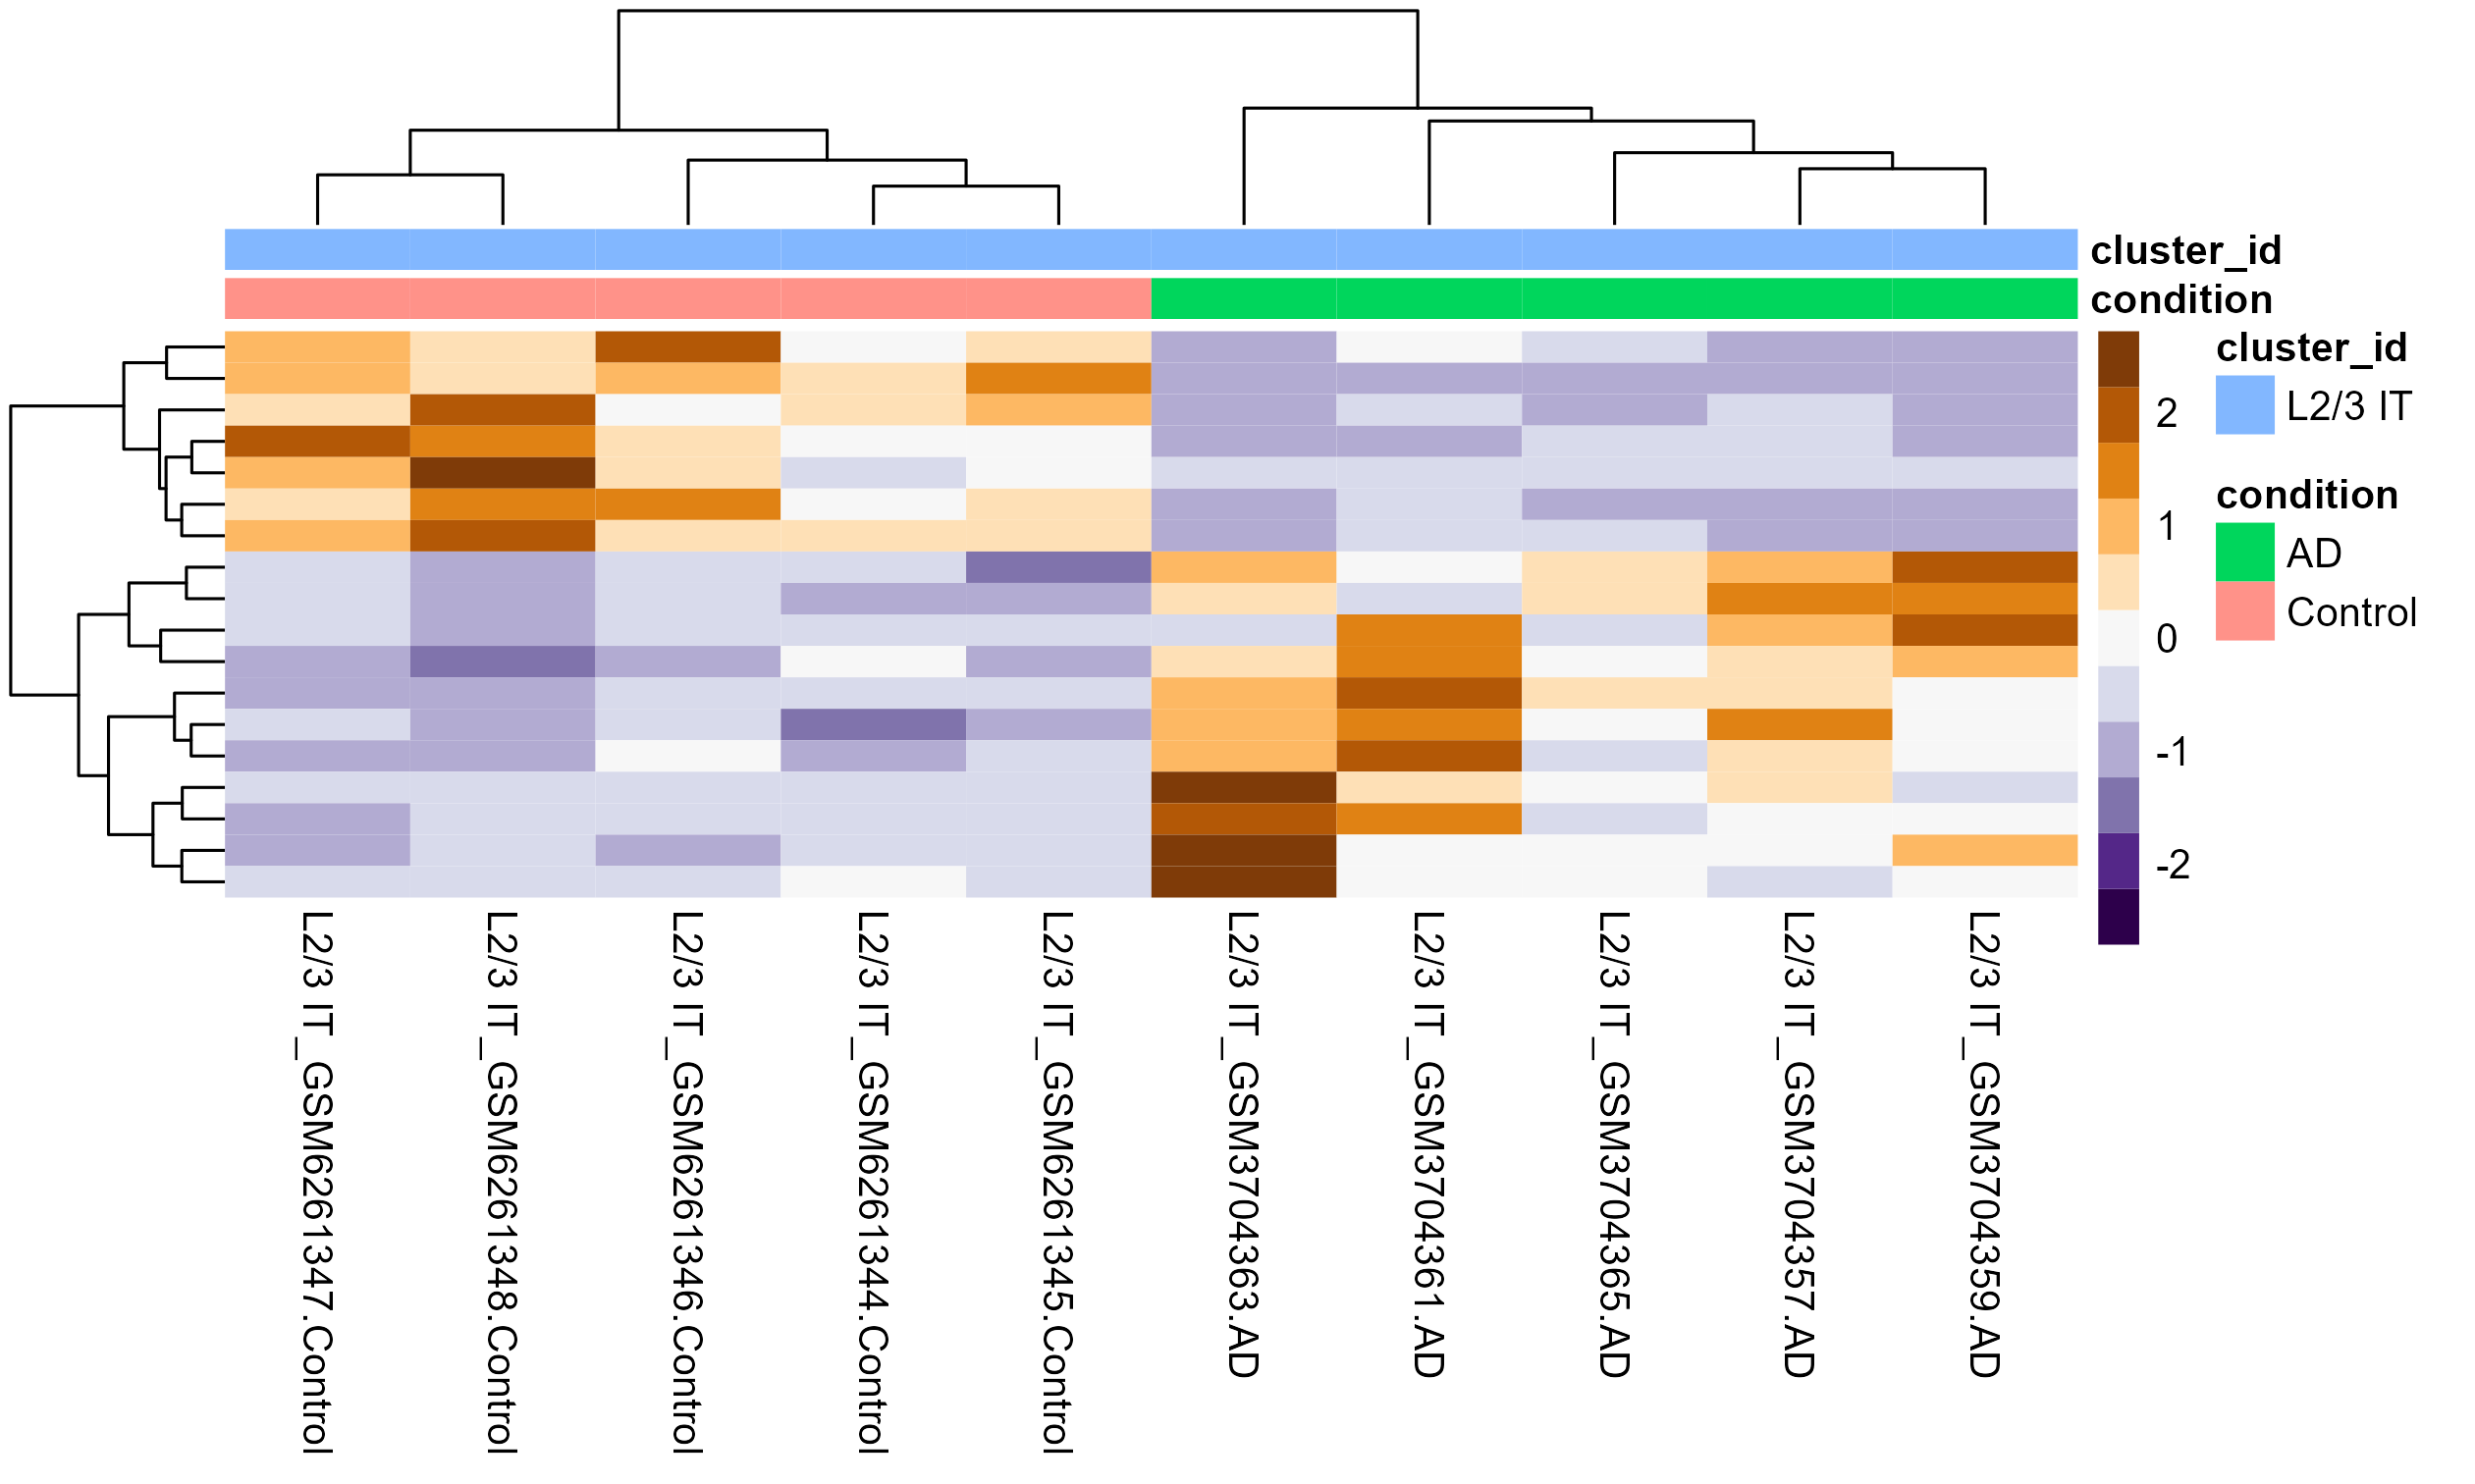 cluster_id
condition
cluster_id
L2/3 IT
condition
AD
Control
2
1
0
-1
-2
L2/3 IT_GSM6261347.Control
L2/3 IT_GSM6261348.Control
L2/3 IT_GSM6261346.Control
L2/3 IT_GSM6261344.Control
L2/3 IT_GSM6261345.Control
L2/3 IT_GSM3704363.AD
L2/3 IT_GSM3704361.AD
L2/3 IT_GSM3704365.AD
L2/3 IT_GSM3704357.AD
L2/3 IT_GSM3704359.AD